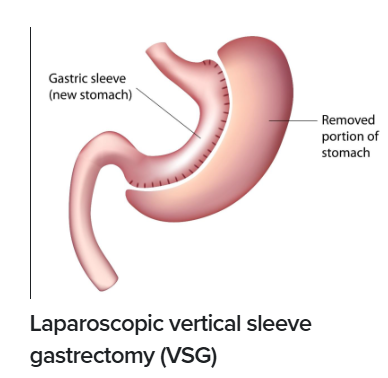 Gastric sleeve
(new stomach)
Removed
portion of
stomach
Laparoscopic vertical sleeve
gastrectomy (VSG)